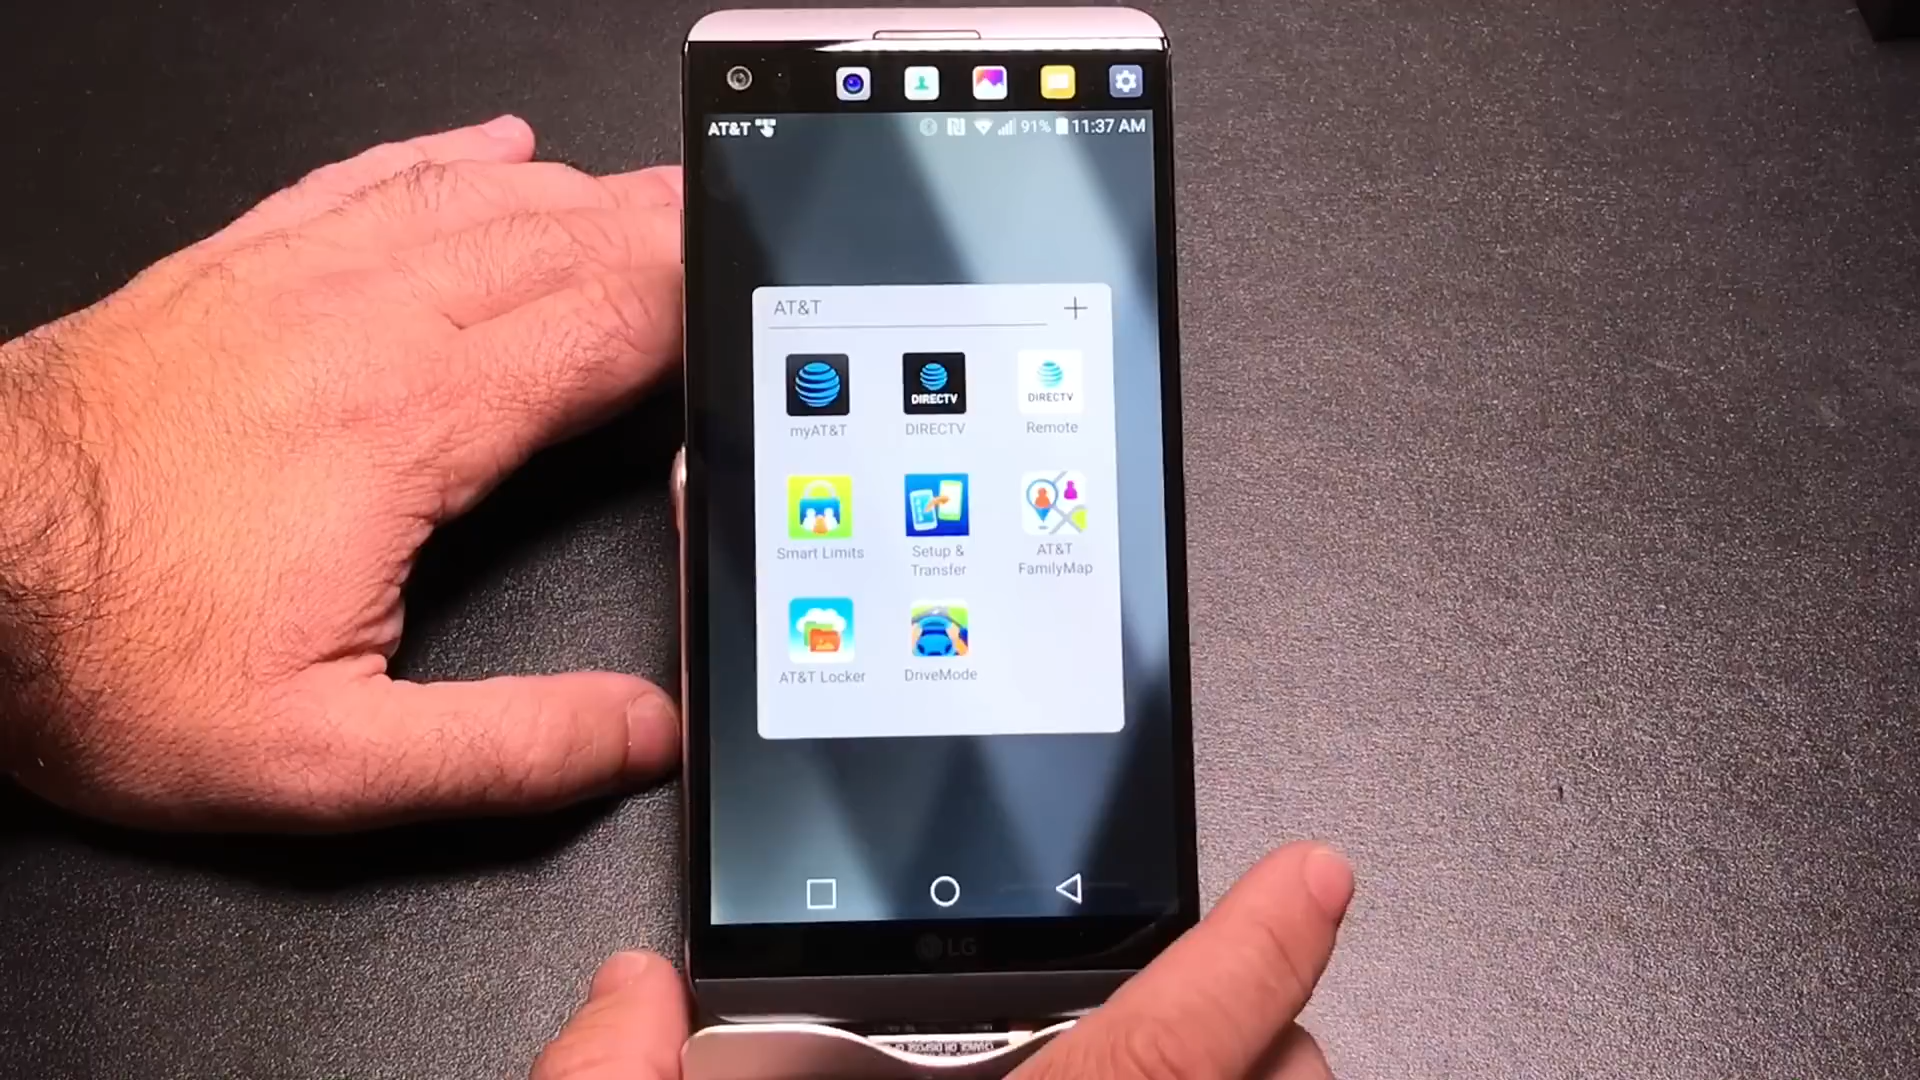 AT&T 91% 11:37 AM
AT&T
DIRECTV
DIRECTV
myAT&T DIRECTV Remote
Smart Limits Setup & Transfer AT&T FamilyMap
AT&T Locker DriveMode
LG